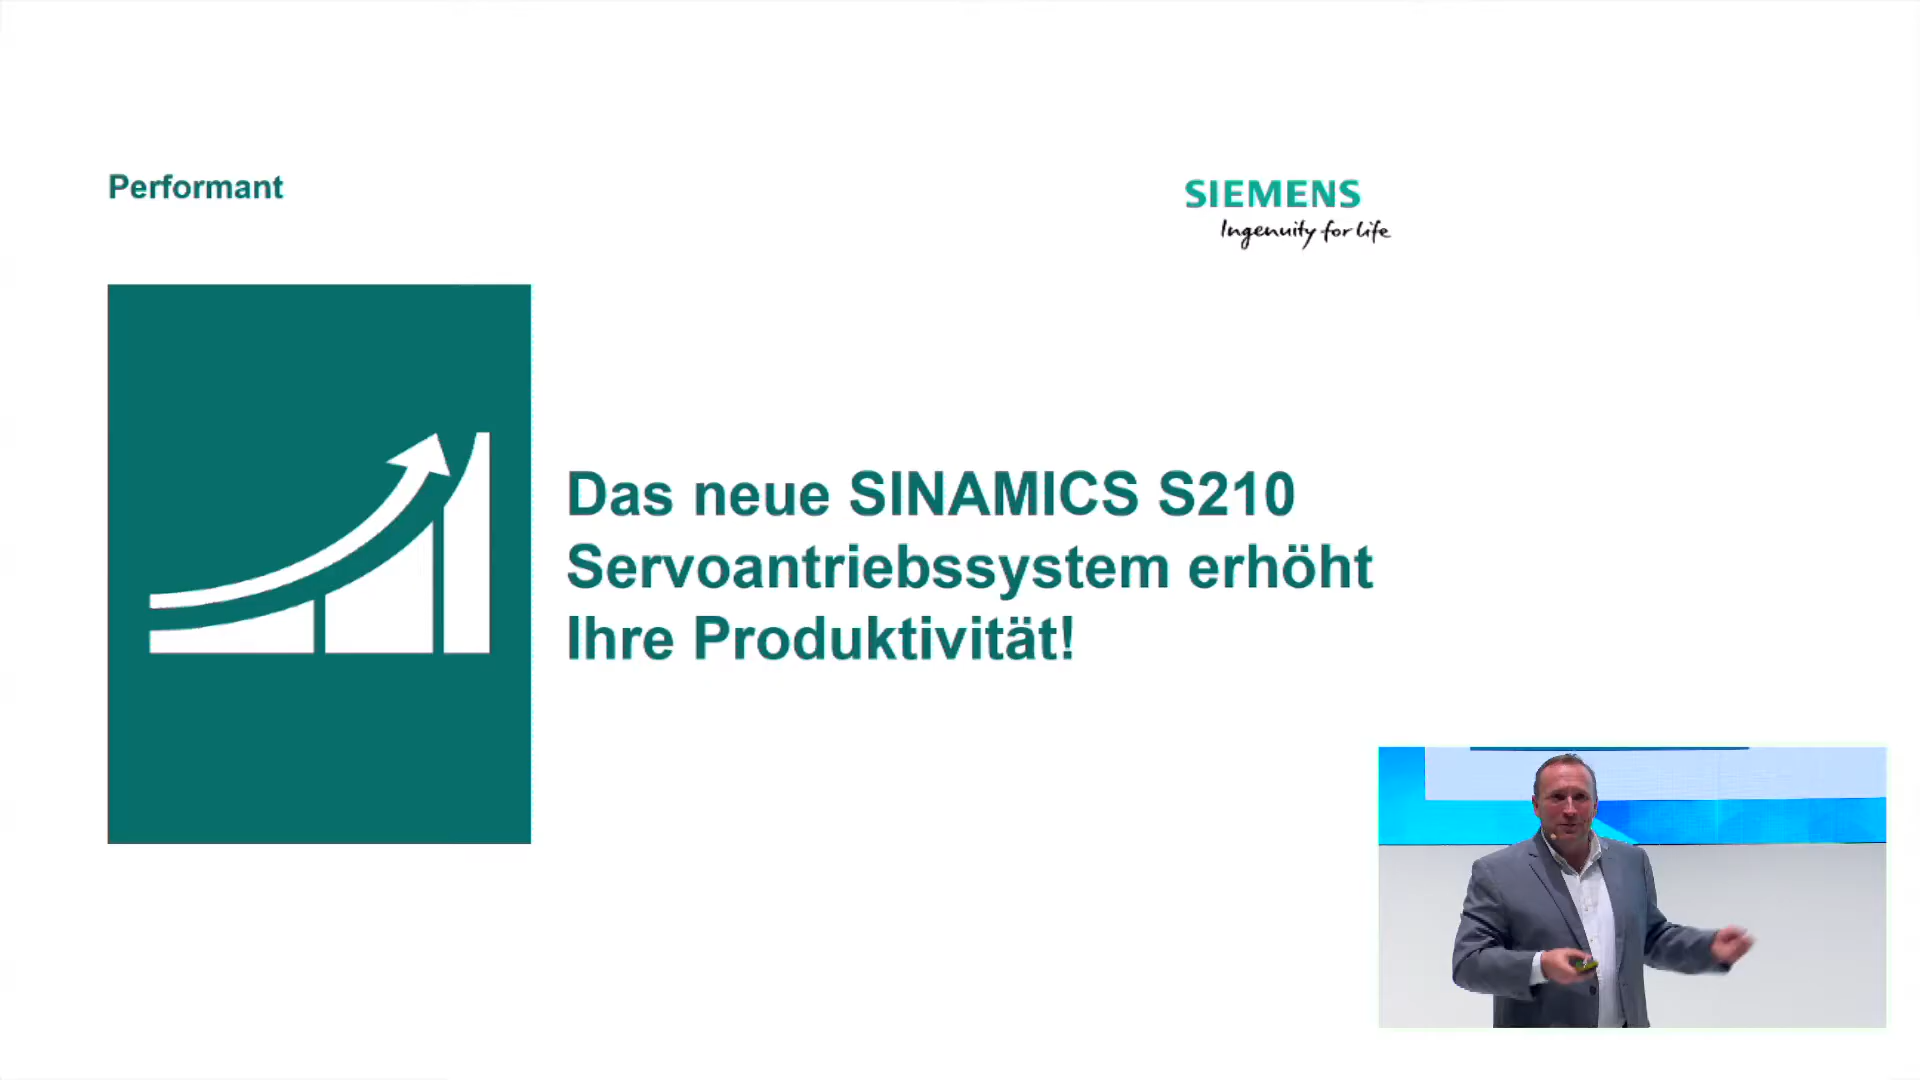 Performant
SIEMENS
Ingenuity for life
Das neue SINAMICS S210
Servoantriebssystem erhöht
Ihre Produktivität!